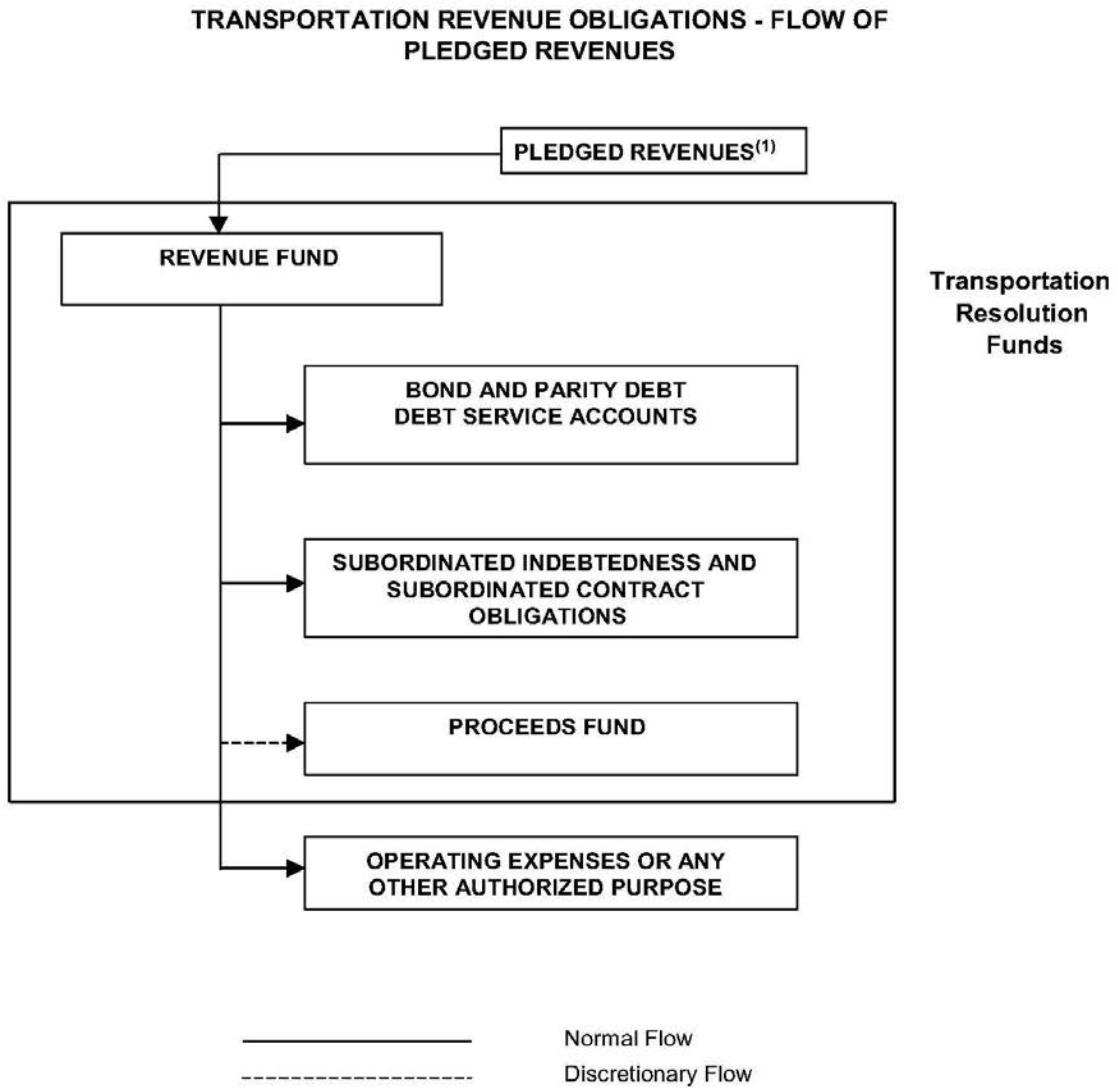 TRANSPORTATION REVENUE OBLIGATIONS - FLOW OF
PLEDGED REVENUES
PLEDGED REVENUES(1)
REVENUE FUND
Transportation
Resolution
Funds
BOND AND PARITY DEBT
DEBT SERVICE ACCOUNTS
SUBORDINATED INDEBTEDNESS AND
SUBORDINATED CONTRACT
OBLIGATIONS
PROCEEDS FUND
OPERATING EXPENSES OR ANY
OTHER AUTHORIZED PURPOSE
Normal Flow
Discretionary Flow